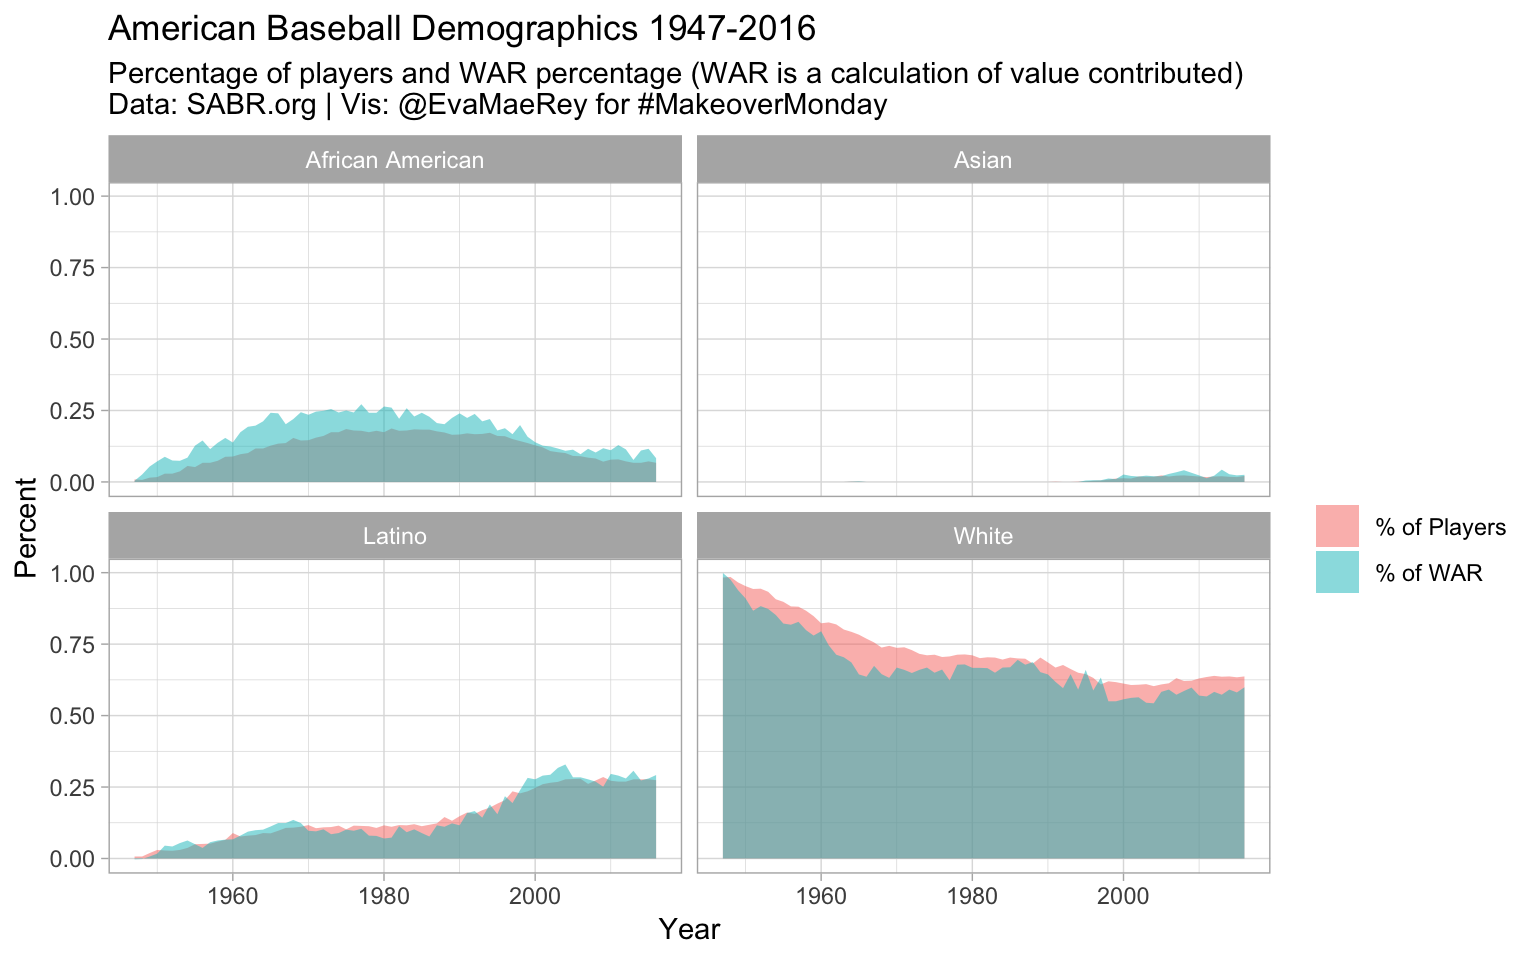 American Baseball Demographics 1947-2016
Percentage of players and WAR percentage (WAR is a calculation of value contributed)
Data: SABR.org | Vis: @EvaMaeRey for #MakeoverMonday
African American
Asian
1.00
0.75
0.50
0.25
0.00
Percent
Latino
White
1.00
0.75
0.50
0.25
0.00
1960
1980
2000
1960
1980
2000
Year
% of Players
% of WAR